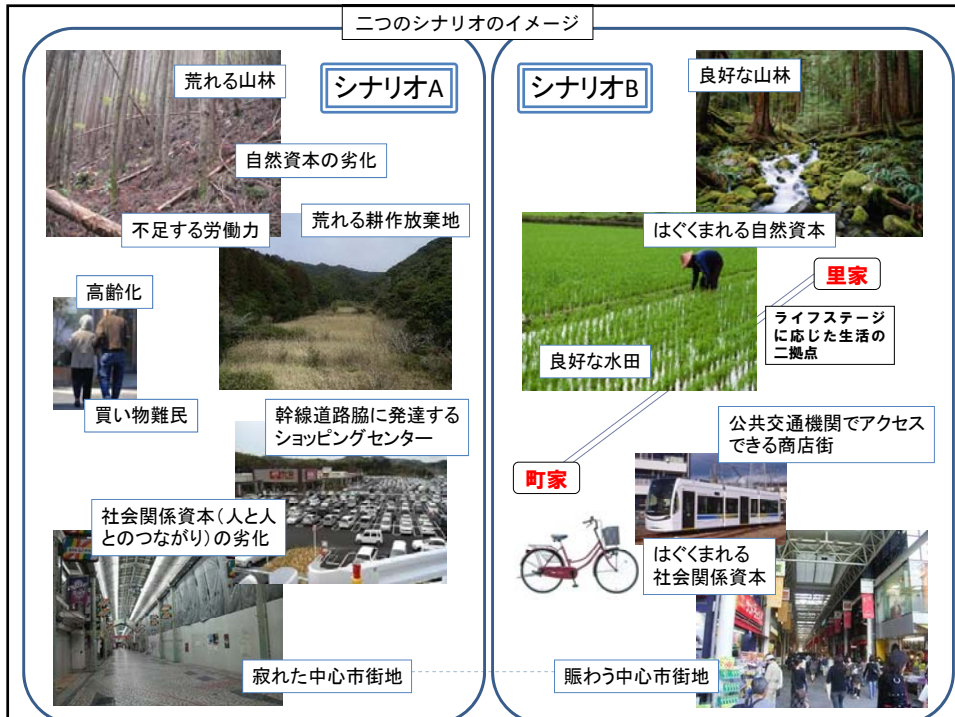 二つのシナリオのイメージ
シナリオA
荒れる山林
自然資本の劣化
不足する労働力
荒れる耕作放棄地
高齢化
買い物難民
幹線道路脇に発達する
ショッピングセンター
社会関係資本(人と人
とのつながり)の劣化
寂れた中心市街地
シナリオB
良好な山林
はぐくまれる自然資本
里家
ライフステージ
に応じた生活の
二拠点
良好な水田
公共交通機関でアクセス
できる商店街
町家
はぐくまれる
社会関係資本
賑わう中心市街地